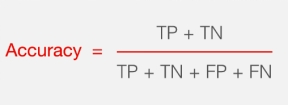 TP + TN
Accuracy =
TP + TN + FP + FN